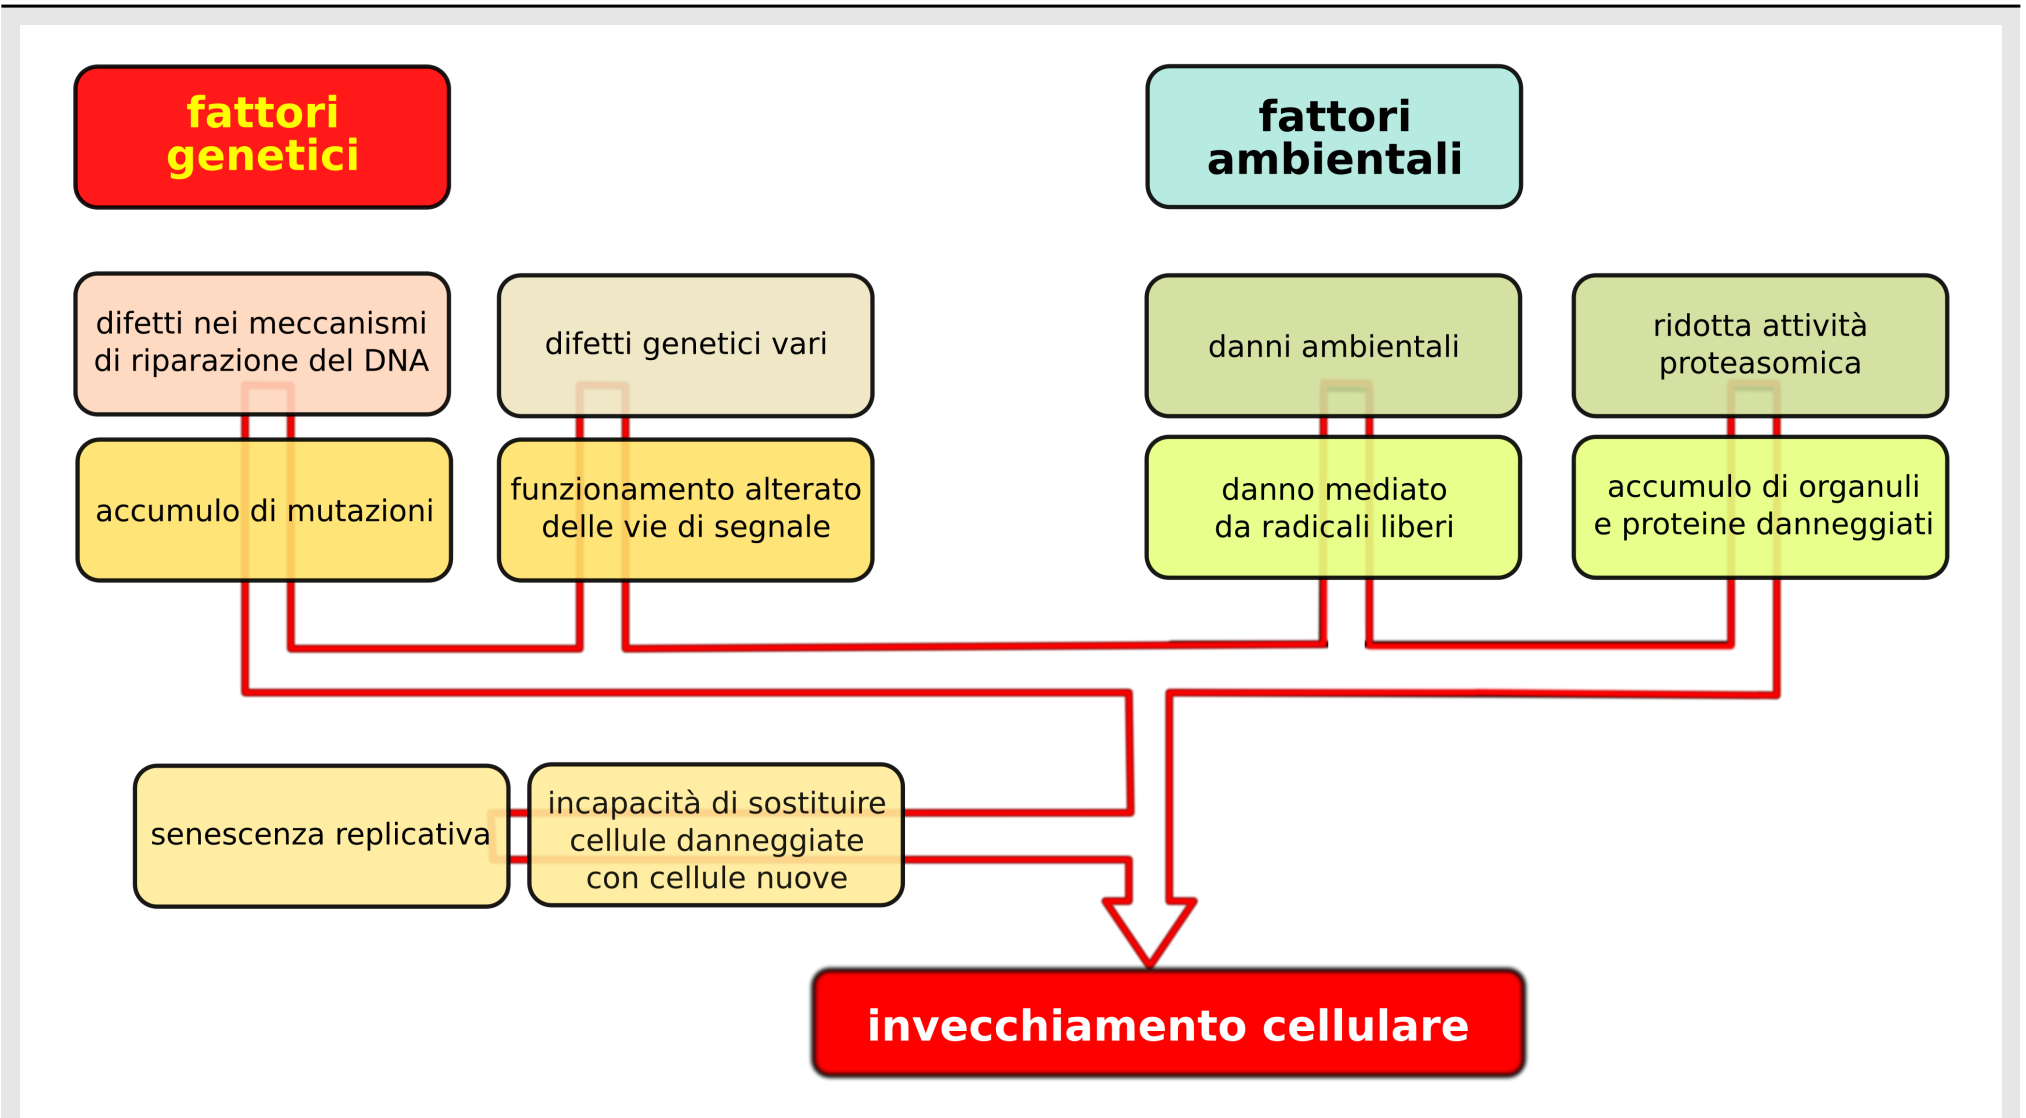 fattori
genetici
fattori
ambientali
difetti nei meccanismi
di riparazione del DNA
difetti genetici vari
danni ambientali
ridotta attività
proteasomica
accumulo di mutazioni
funzionamento alterato
delle vie di segnale
danno mediato
da radicali liberi
accumulo di organuli
e proteine danneggiati
senescenza replicativa
incapacità di sostituire
cellule danneggiate
con cellule nuove
invecchiamento cellulare